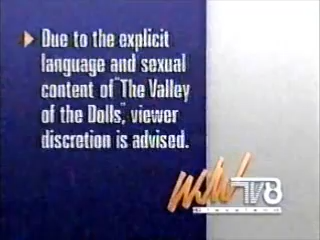 Due to the explicit
language and sexual
content of "The Valley
of the Dolls", viewer
discretion is advised.
TV8
Cleveland